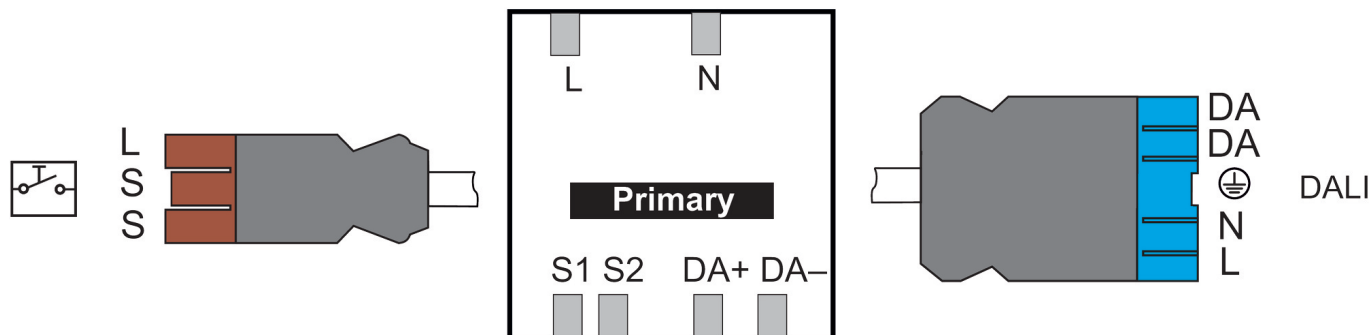 L
S
S
L N
Primary
S1 S2 DA+ DA–
DA
DA
N
L
DALI